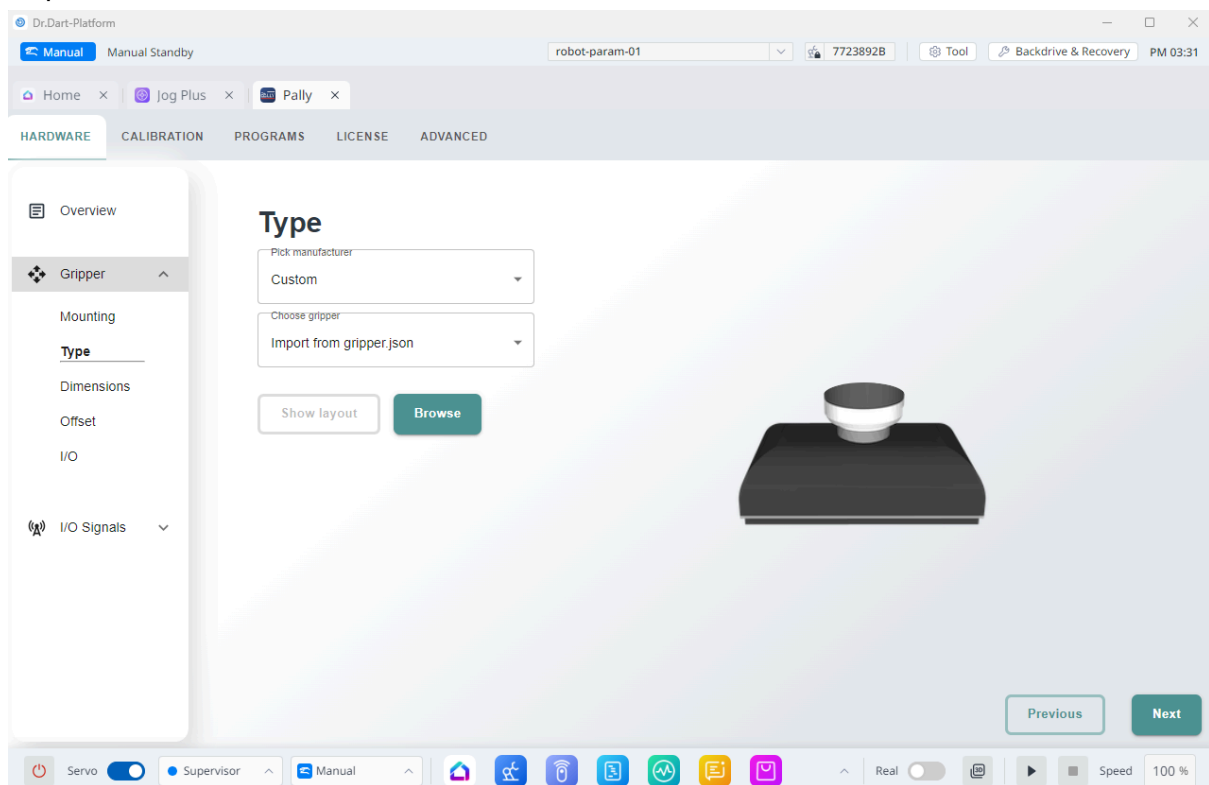 Dr.Dart-Platform
Manual Manual Standby robot-param-01 7723892B Tool Backdrive & Recovery PM 03:31
Home Jog Plus Pally
HARDWARE CALIBRATION PROGRAMS LICENSE ADVANCED
Overview
Gripper
Mounting
Type
Dimensions
Offset
I/O
I/O Signals
Type
Pick manufacturer
Custom
Choose gripper
Import from gripper.json
Show layout Browse
Previous Next
Servo Supervisor Manual Real 3D Speed 100 %